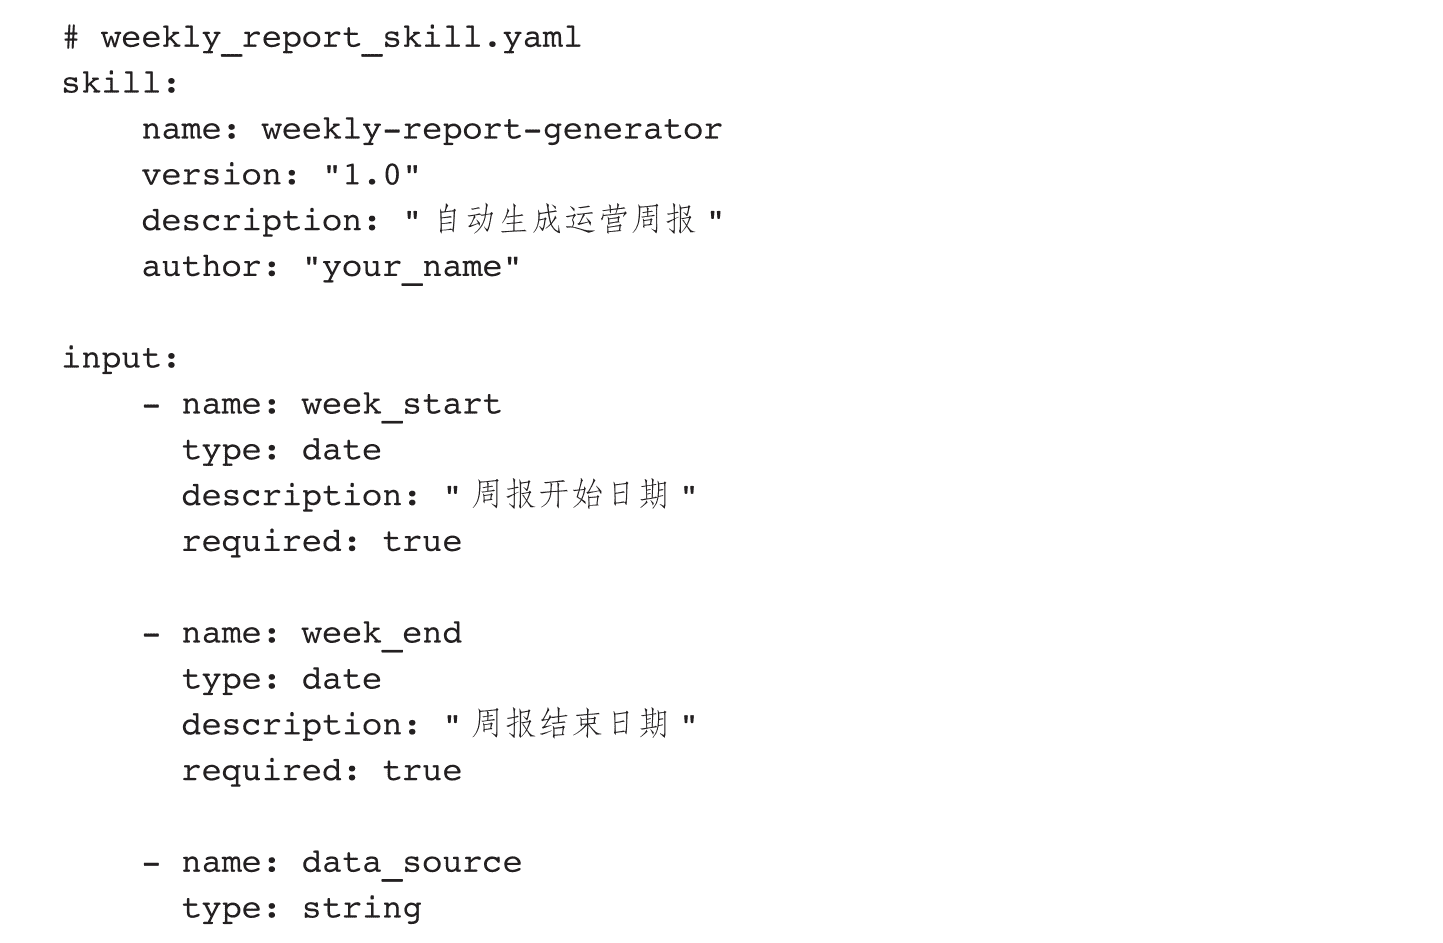 # weekly_report_skill.yaml
skill:
    name: weekly-report-generator
    version: "1.0"
    description: " 自动生成运营周报 "
    author: "your_name"

input:
    - name: week_start
      type: date
      description: " 周报开始日期 "
      required: true

    - name: week_end
      type: date
      description: " 周报结束日期 "
      required: true

    - name: data_source
      type: string